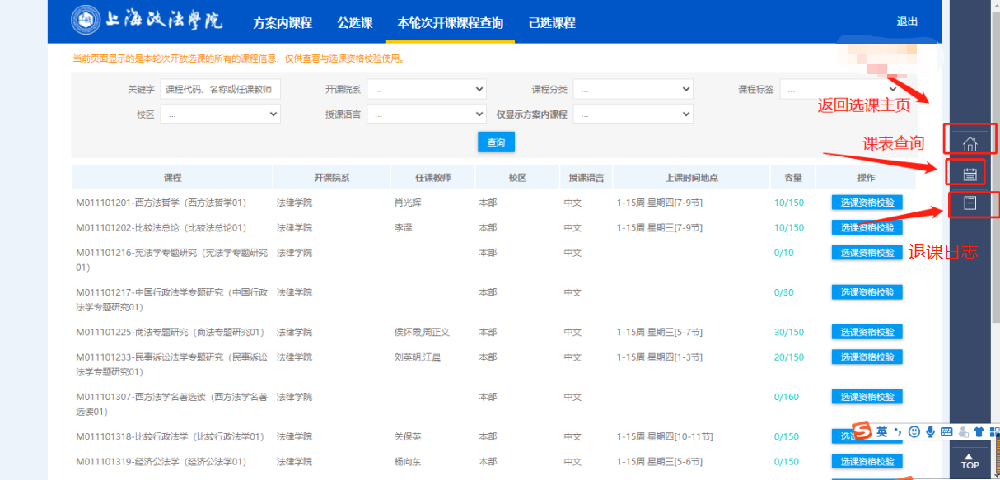 上海政法學院 方案内课程 公选课 本轮次开课课程查询 已选课程 退出
当前页面显示的是本轮次开放选课的所有的课程信息，仅供查看与选课资格校验使用。
关键字 课程代码、名称或任课教师 开课院系 ... 课程分类 ... 课程标签 ...
返回选课主页
校区 ... 授课语言 ... 仅显示方案内课程 ...
查询
课表查询
课程 开课院系 任课教师 校区 授课语言 上课时间地点 容量 操作
M011101201-西方法哲学（西方法哲学01） 法律学院 肖光辉 本部 中文 1-15周 星期四[7-9节] 10/150 选课资格校验
M011101202-比较法总论（比较法总论01） 法律学院 李泽 本部 中文 1-15周 星期三[7-9节] 10/150 选课资格校验
M011101216-宪法学专题研究（宪法学专题研究 法律学院 本部 中文 0/10 选课资格校验
01）
退课日志
M011101217-中国行政法学专题研究（中国行政 法律学院 本部 中文 0/30 选课资格校验
法学专题研究01）
M011101225-商法专题研究（商法专题研究01） 法律学院 侯怀霞,周正义 本部 中文 1-15周 星期三[5-7节] 30/150 选课资格校验
M011101233-民事诉讼法学专题研究（民事诉讼 法律学院 刘英明,江晨 本部 中文 1-15周 星期四[1-3节] 20/150 选课资格校验
法学专题研究01）
M011101307-西方法学名著选读（西方法学名著 法律学院 本部 中文 0/160 选课资格校验
选读01）
M011101318-比较行政法学（比较行政法学01） 法律学院 关保英 本部 中文 1-15周 星期四[10-11节] 0/150 选
英
M011101319-经济公法学（经济公法学01） 法律学院 杨向东 本部 中文 1-15周 星期三[5-6节] 0/150 选课资格校验
TOP